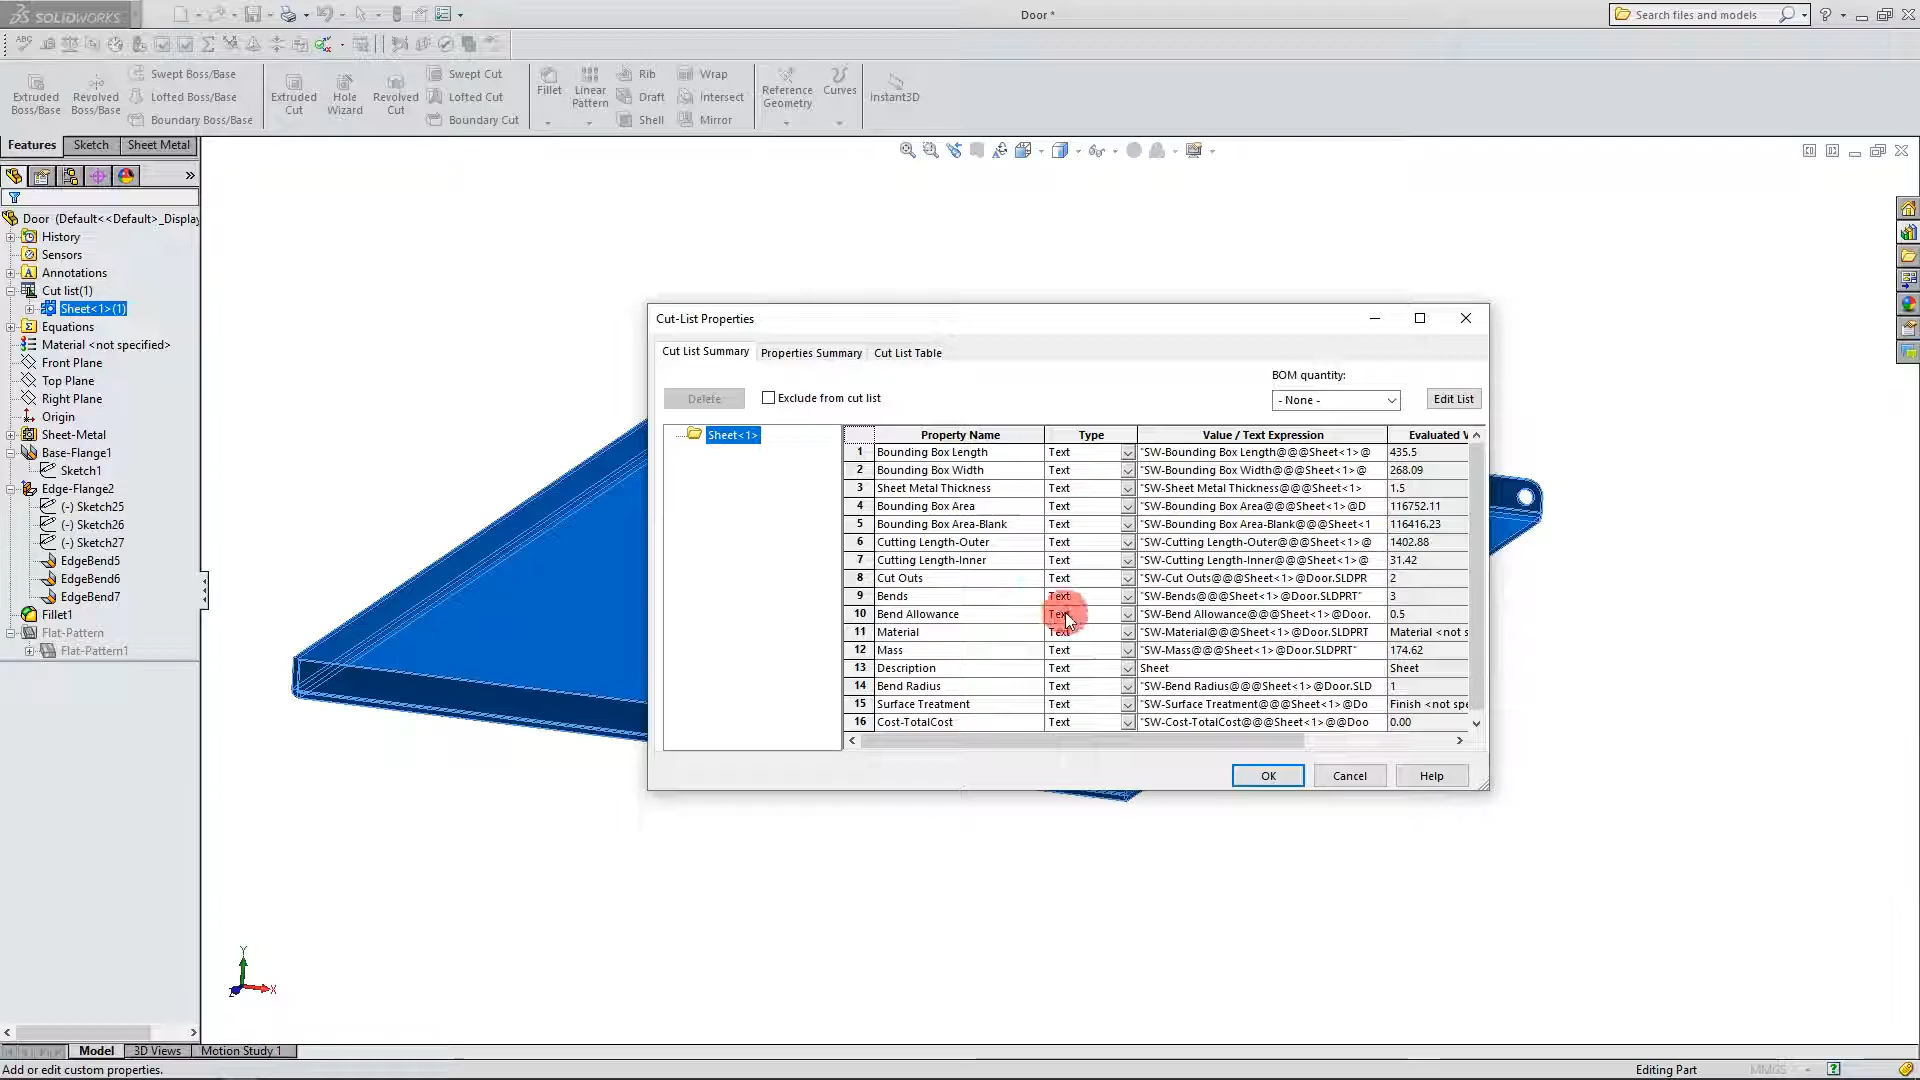 SOLIDWORKS
Door *
Search files and models
Extruded Boss/Base
Revolved Boss/Base
Swept Boss/Base
Lofted Boss/Base
Boundary Boss/Base
Extruded Cut
Hole Wizard
Revolved Cut
Swept Cut
Lofted Cut
Boundary Cut
Fillet
Linear Pattern
Rib
Draft
Shell
Wrap
Intersect
Mirror
Reference Geometry
Curves
Instant3D
Features
Sketch
Sheet Metal
Door (Default<<Default>_Display
History
Sensors
Annotations
Cut list(1)
Sheet<1>(1)
Equations
Material <not specified>
Front Plane
Top Plane
Right Plane
Origin
Sheet-Metal
Base-Flange1
Sketch1
Edge-Flange2
(-) Sketch25
(-) Sketch26
(-) Sketch27
EdgeBend5
EdgeBend6
EdgeBend7
Fillet1
Flat-Pattern
Flat-Pattern1
Cut-List Properties
Cut List Summary
Properties Summary
Cut List Table
BOM quantity:
Delete
Exclude from cut list
- None -
Edit List
Sheet<1>
Property Name Type Value / Text Expression Evaluated V
1 Bounding Box Length Text "SW-Bounding Box Length@@@Sheet<1>@ 435.5
2 Bounding Box Width Text "SW-Bounding Box Width@@@Sheet<1>@ 268.09
3 Sheet Metal Thickness Text "SW-Sheet Metal Thickness@@@Sheet<1> 1.5
4 Bounding Box Area Text "SW-Bounding Box Area@@@Sheet<1>@D 116752.11
5 Bounding Box Area-Blank Text "SW-Bounding Box Area-Blank@@@Sheet<1 116416.23
6 Cutting Length-Outer Text "SW-Cutting Length-Outer@@@Sheet<1>@ 1402.88
7 Cutting Length-Inner Text "SW-Cutting Length-Inner@@@Sheet<1>@ 31.42
8 Cut Outs Text "SW-Cut Outs@@@Sheet<1>@Door.SLDPR 2
9 Bends Text "SW-Bends@@@Sheet<1>@Door.SLDPRT" 3
10 Bend Allowance Text "SW-Bend Allowance@@@Sheet<1>@Door. 0.5
11 Material Text "SW-Material@@@Sheet<1>@Door.SLDPRT Material <not s
12 Mass Text "SW-Mass@@@Sheet<1>@Door.SLDPRT" 174.62
13 Description Text Sheet Sheet
14 Bend Radius Text "SW-Bend Radius@@@Sheet<1>@Door.SLD 1
15 Surface Treatment Text "SW-Surface Treatment@@@Sheet<1>@Do Finish <not spe
16 Cost-TotalCost Text "SW-Cost-TotalCost@@@Sheet<1>@@Doo 0.00
OK
Cancel
Help
Y
X
Z
Model
3D Views
Motion Study 1
Add or edit custom properties.
Editing Part
MMGS